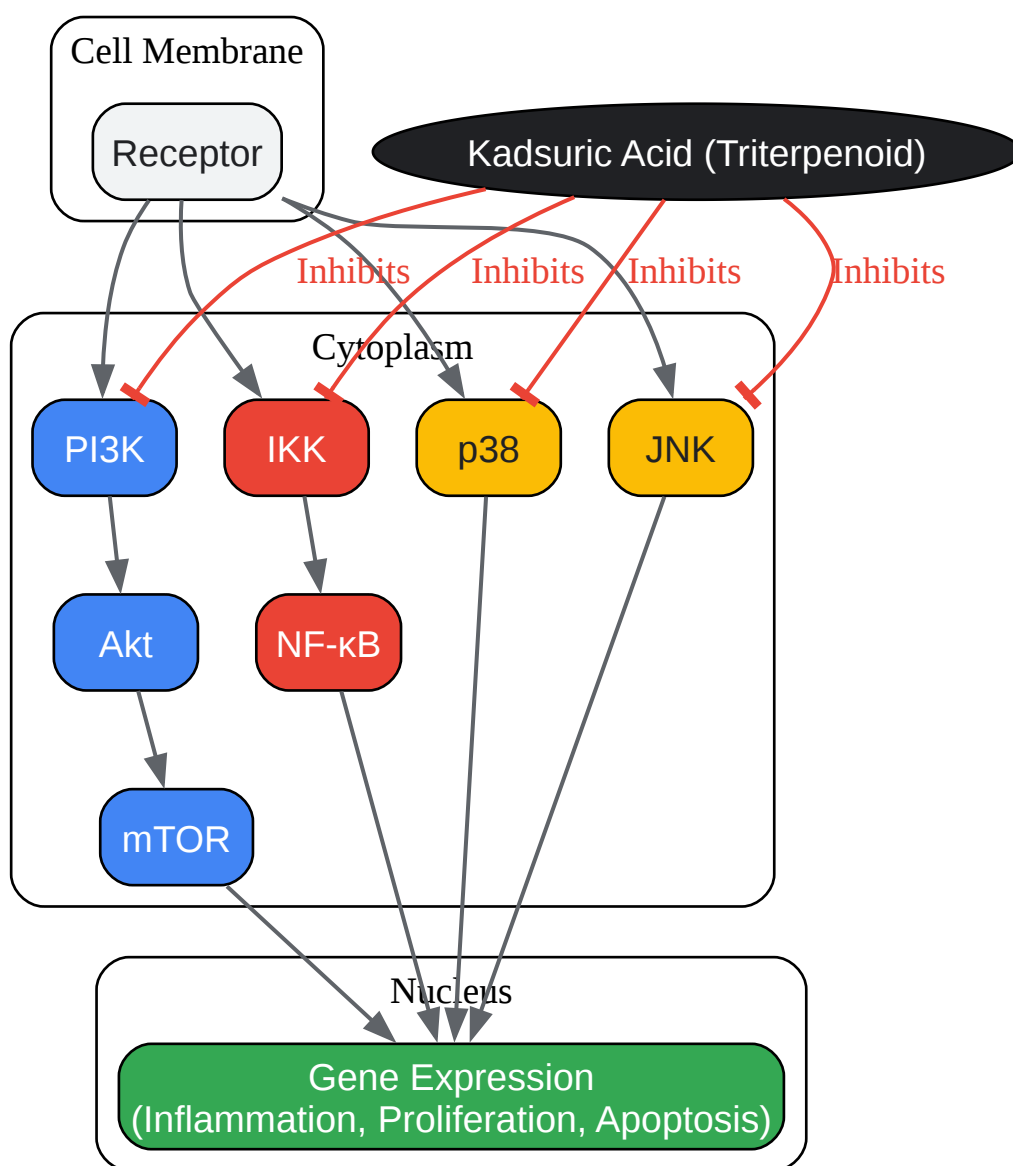 Cell Membrane
Receptor
Kadsuric Acid (Triterpenoid)
Inhibits
Inhibits
Inhibits
Inhibits
Cytoplasm
PI3K
IKK
p38
JNK
Akt
NF-κB
mTOR
Nucleus
Gene Expression
(Inflammation, Proliferation, Apoptosis)